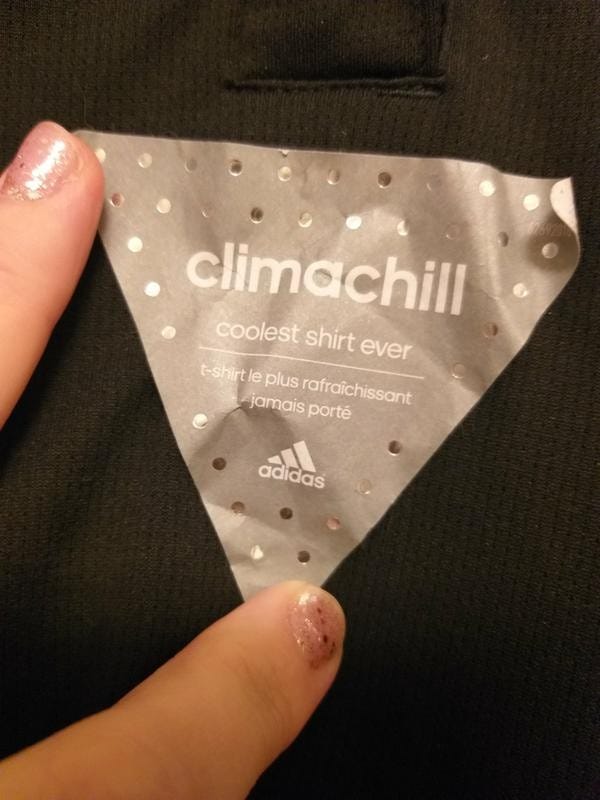 climachill
coolest shirt ever
t-shirt le plus rafraîchissant
jamais porté
adidas